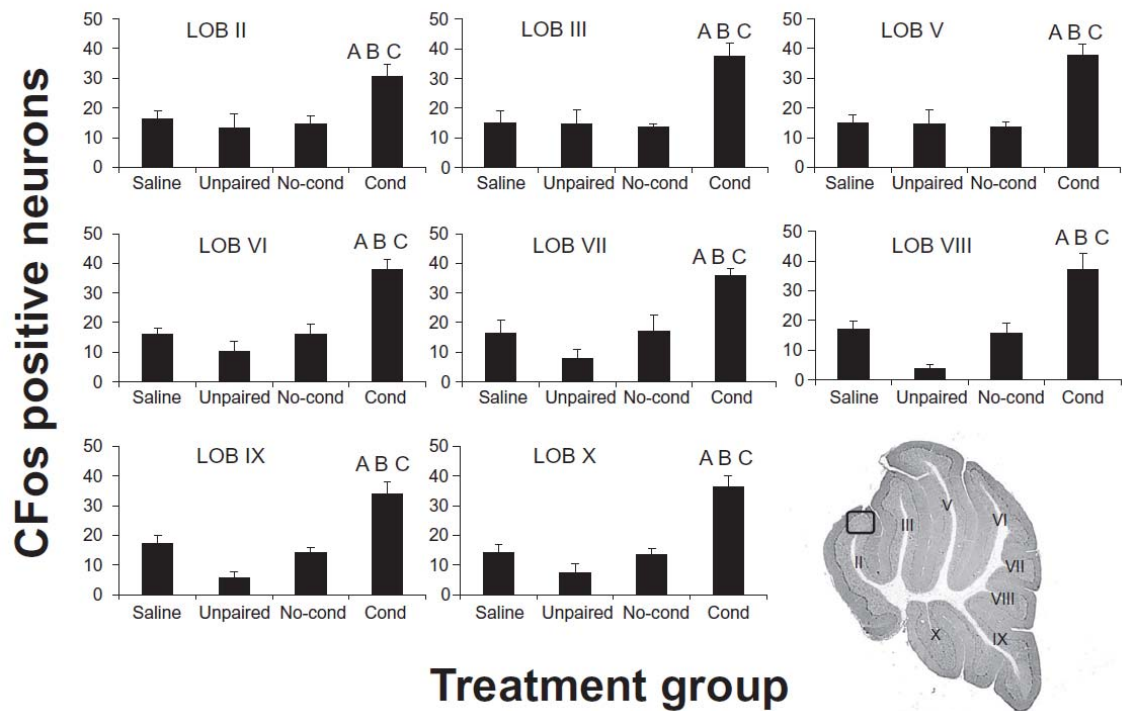 CFos positive neurons
50
40
30
20
10
0
LOB II
A B C
Saline Unpaired No-cond Cond
50
40
30
20
10
0
LOB III
A B C
Saline Unpaired No-cond Cond
50
40
30
20
10
0
LOB V
A B C
Saline Unpaired No-cond Cond
50
40
30
20
10
0
LOB VI
A B C
Saline Unpaired No-cond Cond
50
40
30
20
10
0
LOB VII
A B C
Saline Unpaired No-cond Cond
50
40
30
20
10
0
LOB VIII
A B C
Saline Unpaired No-cond Cond
50
40
30
20
10
0
LOB IX
A B C
Saline Unpaired No-cond Cond
50
40
30
20
10
0
LOB X
A B C
Saline Unpaired No-cond Cond
II
III
V
VI
VII
VIII
IX
X
Treatment group